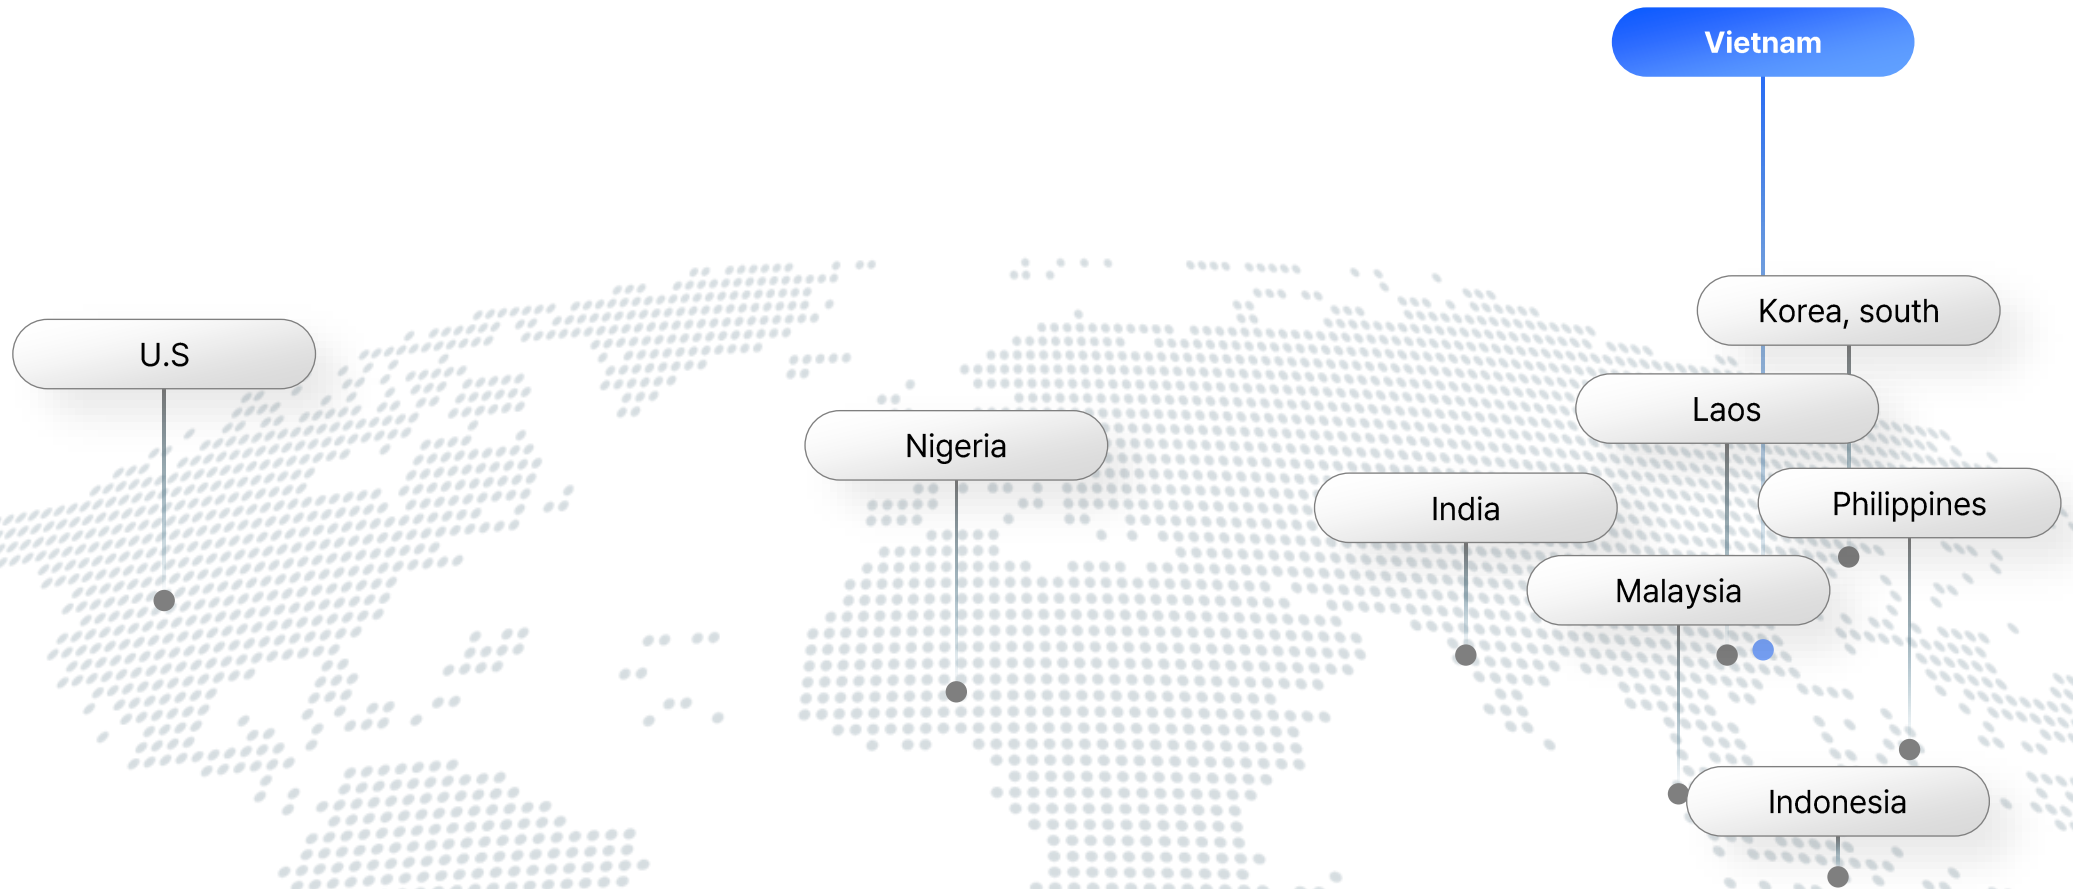 Vietnam
Korea, south
U.S
Laos
Nigeria
India
Philippines
Malaysia
Indonesia